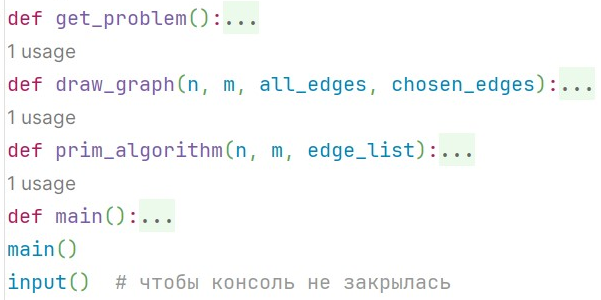 def get_problem():...
1 usage
def draw_graph(n, m, all_edges, chosen_edges):...
1 usage
def prim_algorithm(n, m, edge_list):...
1 usage
def main():...
main()
input()  # чтобы консоль не закрылась